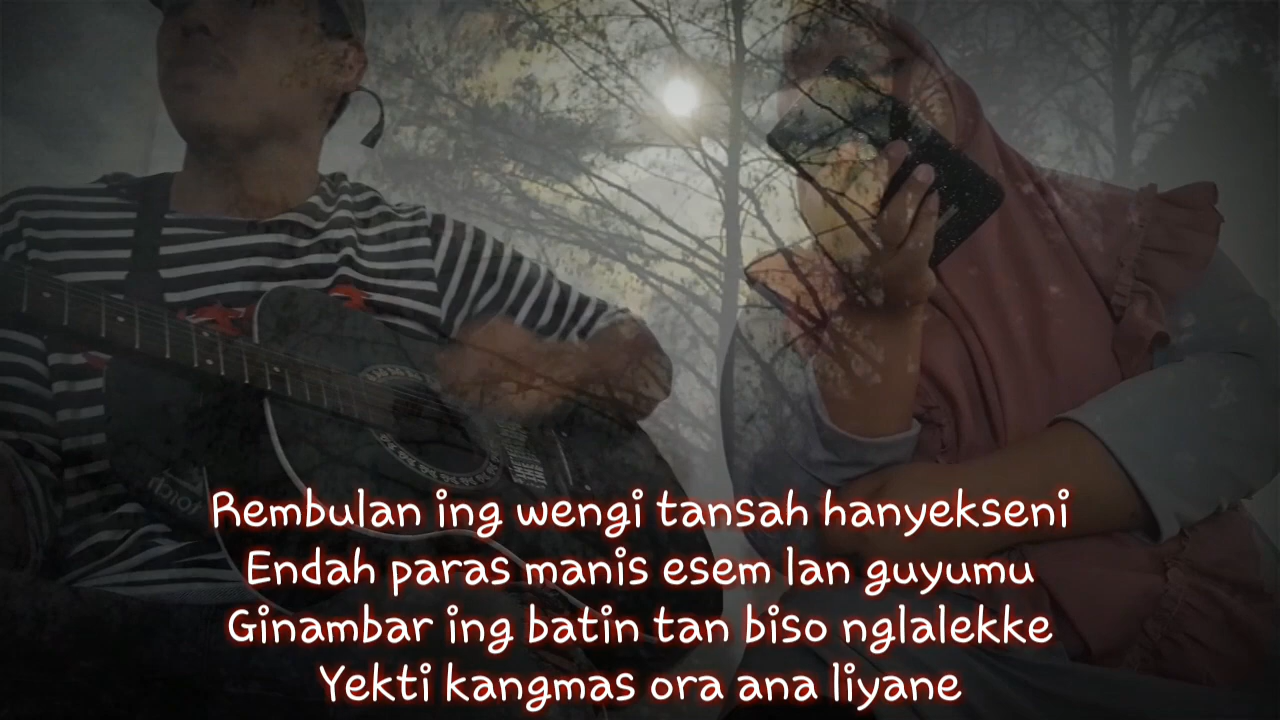 Rembulan ing wengi tansah hanyekseni
Endah paras manis esem lan guyumu
Ginambar ing batin tan biso nglalekke
Yekti kangmas ora ana liyane